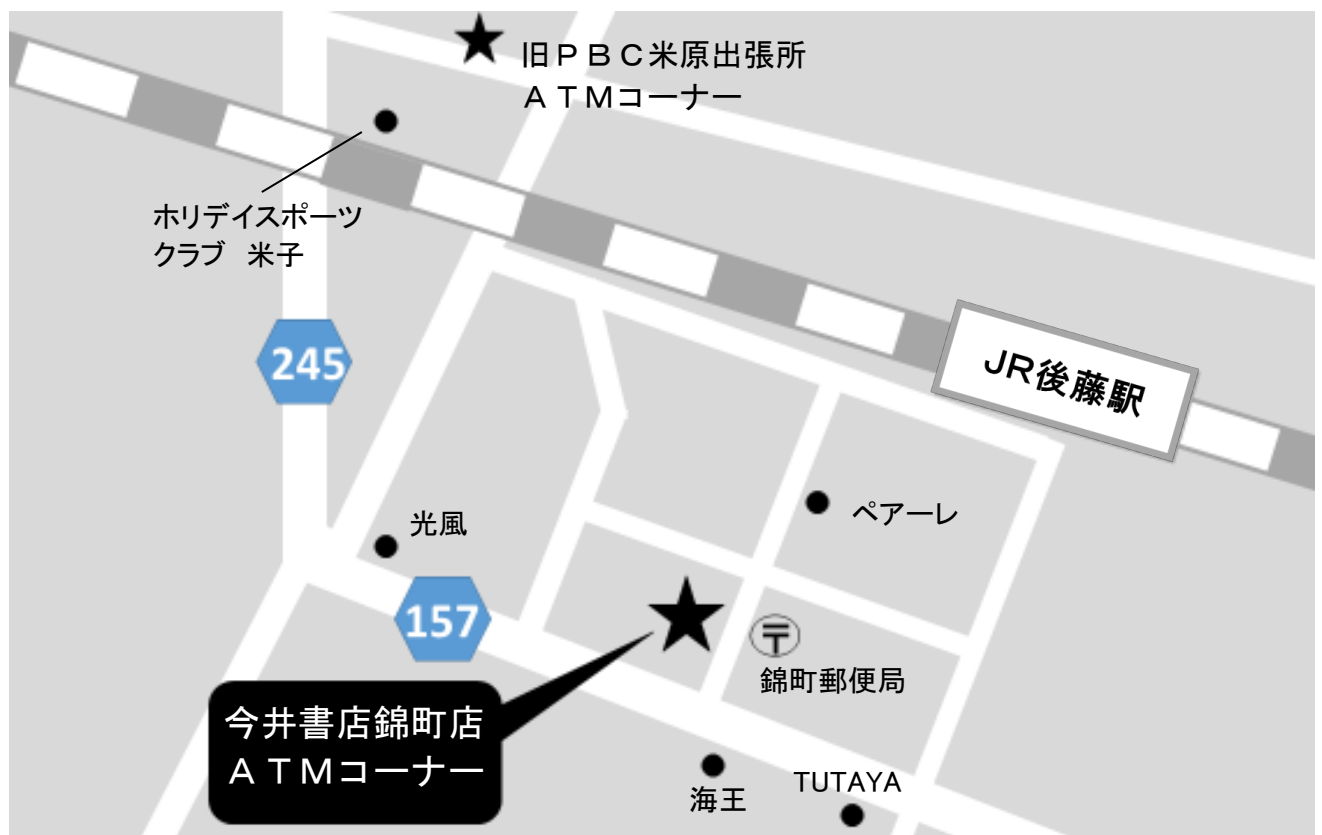 旧ＰＢＣ米原出張所
ＡＴＭコーナー
ホリデイスポーツ
クラブ　米子
245
ＪＲ後藤駅
ペアーレ
光風
157
〒
錦町郵便局
今井書店錦町店
ＡＴＭコーナー
海王
TUTAYA